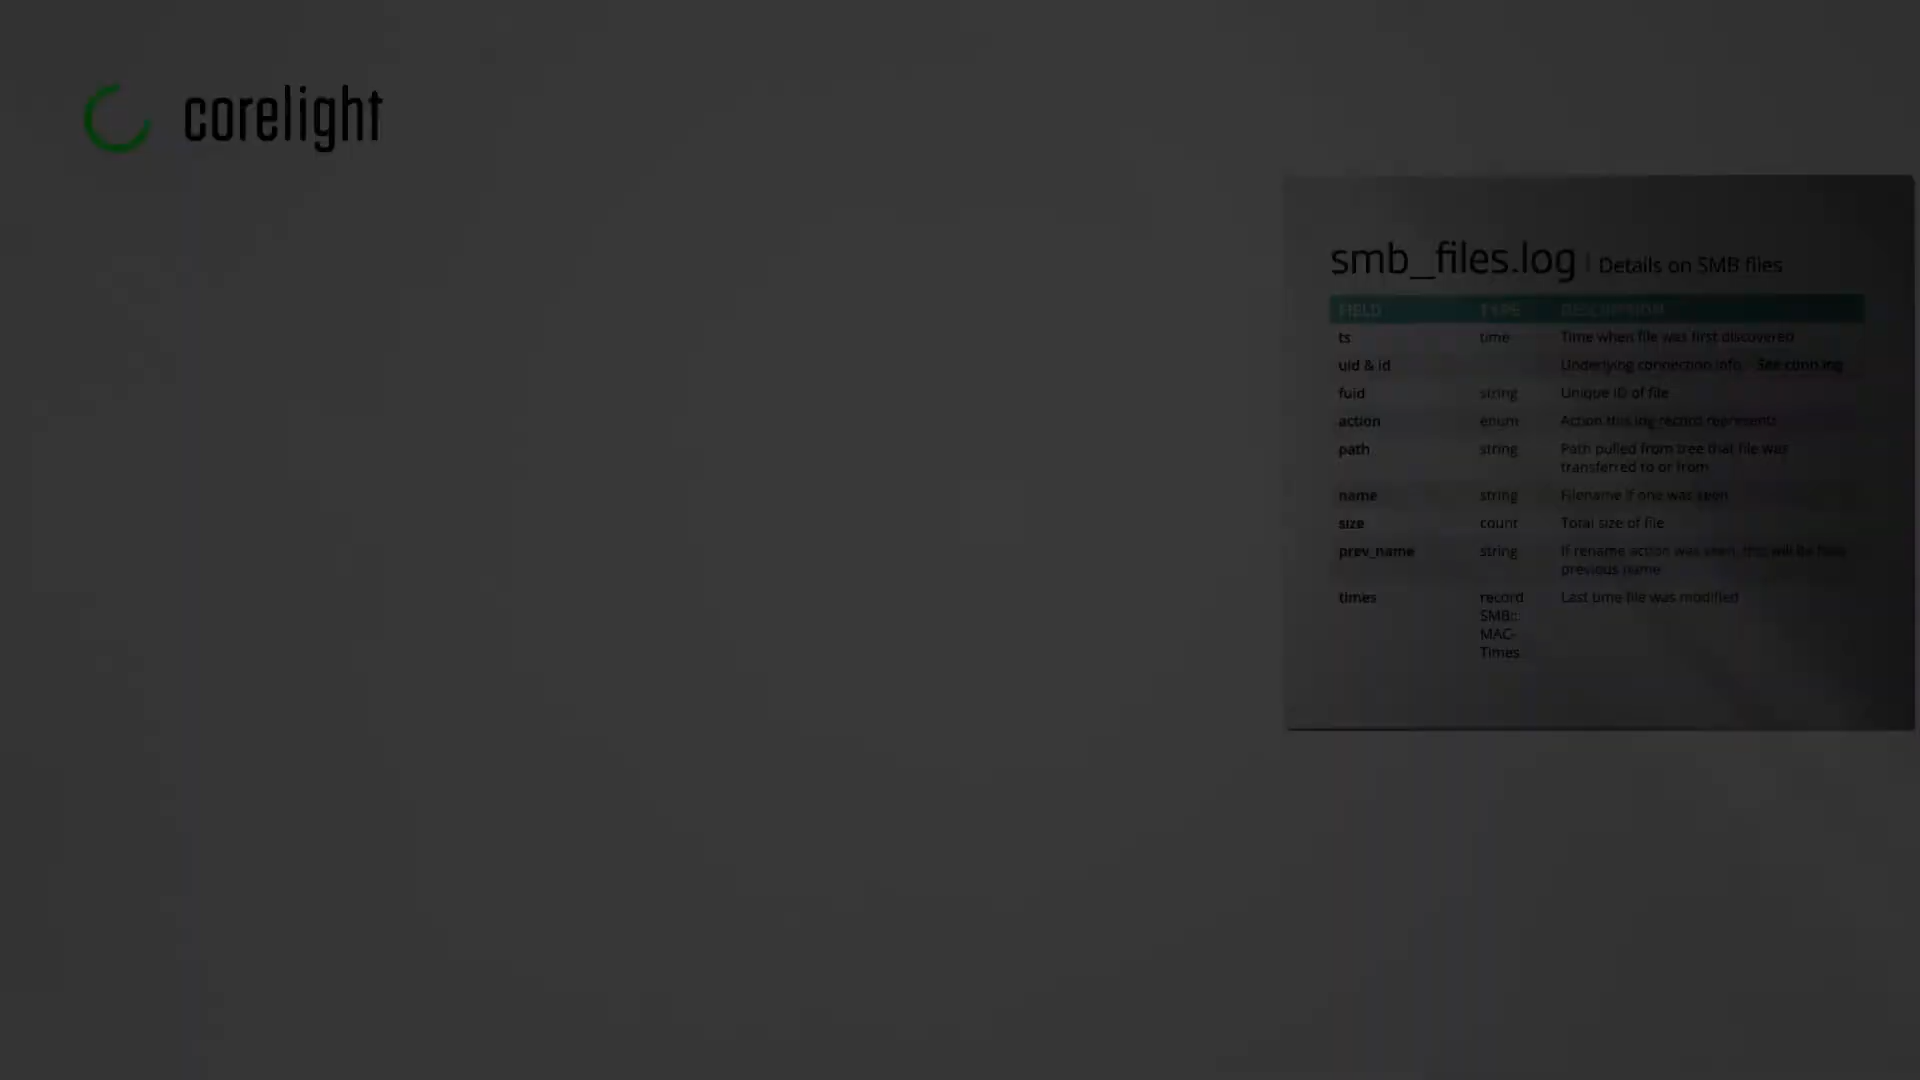 corelight
smb_files.log | Details on SMB files
FIELD TYPE DESCRIPTION
ts time Time when file was first discovered
uid & id Underlying connection info - See conn.log
fuid string Unique ID of file
action enum Action this log record represents
path string Path pulled from tree that file was
transferred to or from
name string Filename if one was seen
size count Total size of file
prev_name string If rename action was seen, this will be file's
previous name
times record Last time file was modified
SMB::
MAC-
Times